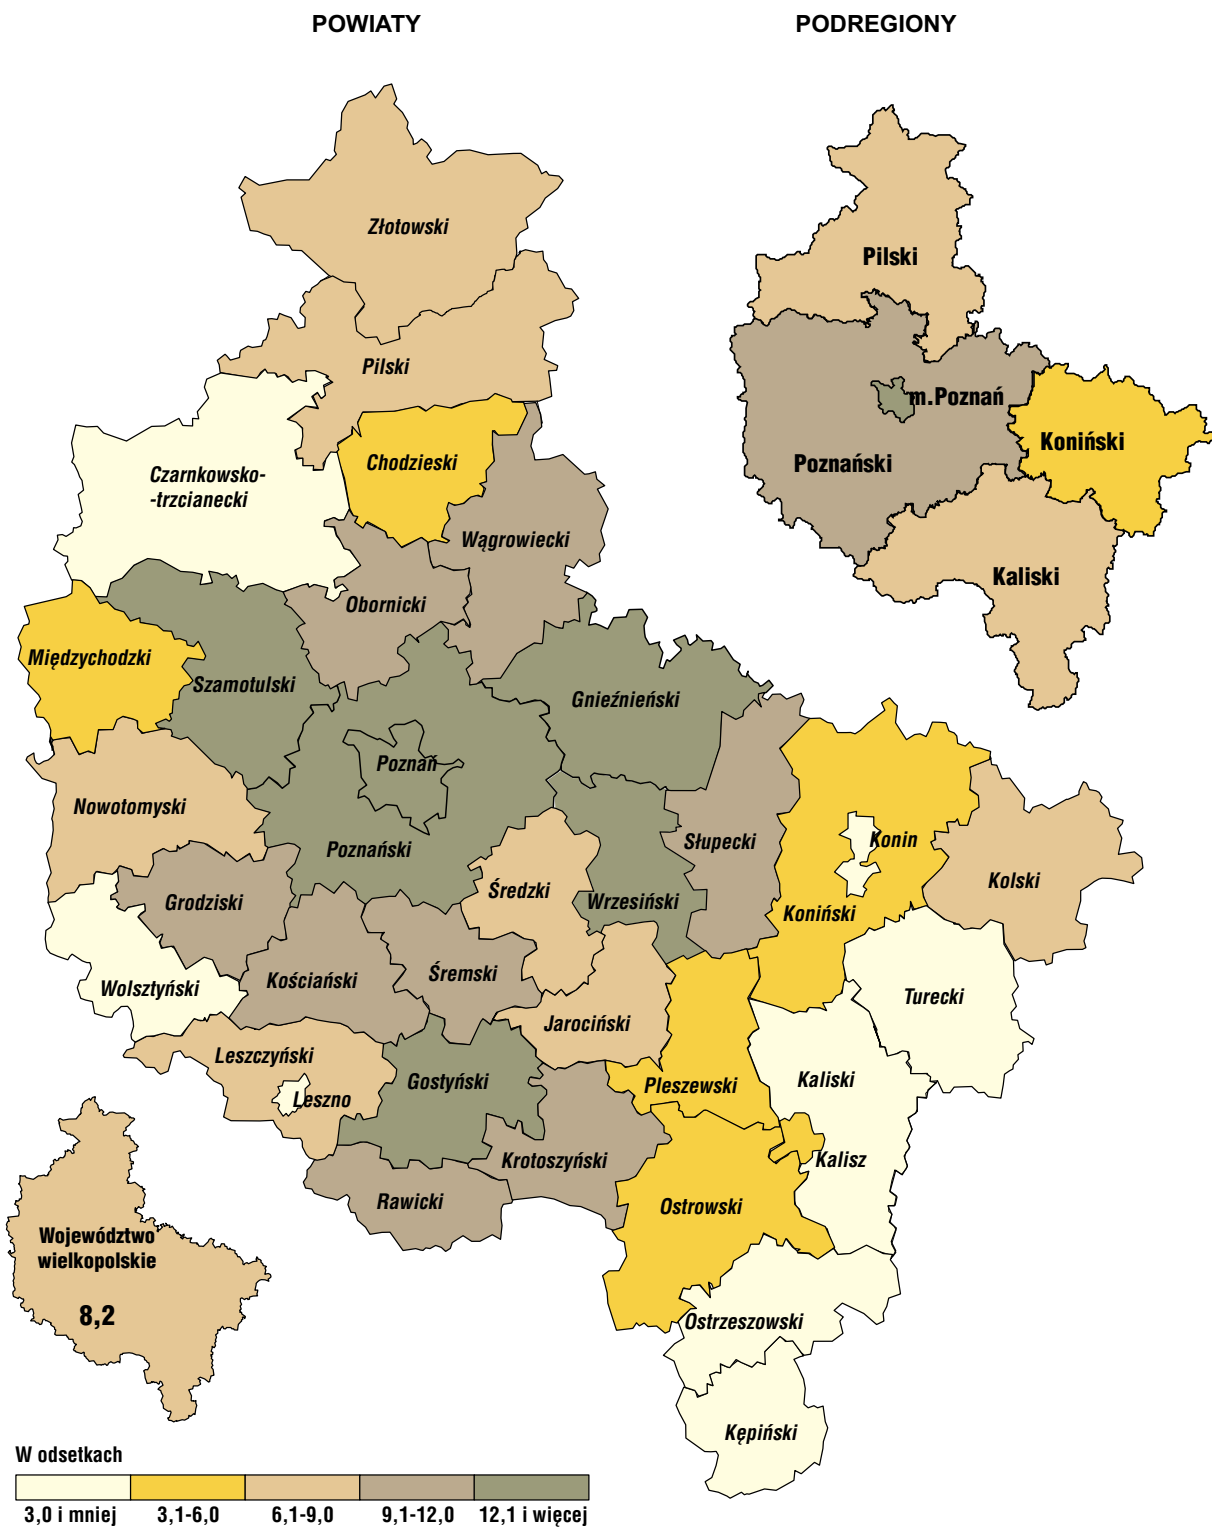 POWIATY
PODREGIONY
Złotowski
Pilski
Chodzieski
Czarnkowsko-
-trzcianecki
Wągrowiecki
Obornicki
Międzychodzki
Szamotulski
Gnieźnieński
Poznań
Nowotomyski
Poznański
Słupecki
Konin
Średzki
Kolski
Grodziski
Wrzesiński
Koniński
Kościański
Śremski
Wolsztyński
Turecki
Jarociński
Leszczyński
Gostyński
Kaliski
Pleszewski
Leszno
Krotoszyński
Kalisz
Rawicki
Ostrowski
Ostrzeszowski
Kępiński
Pilski
m.Poznań
Koniński
Poznański
Kaliski
Województwo
wielkopolskie
8,2
W odsetkach
3,0 i mniej
3,1-6,0
6,1-9,0
9,1-12,0
12,1 i więcej